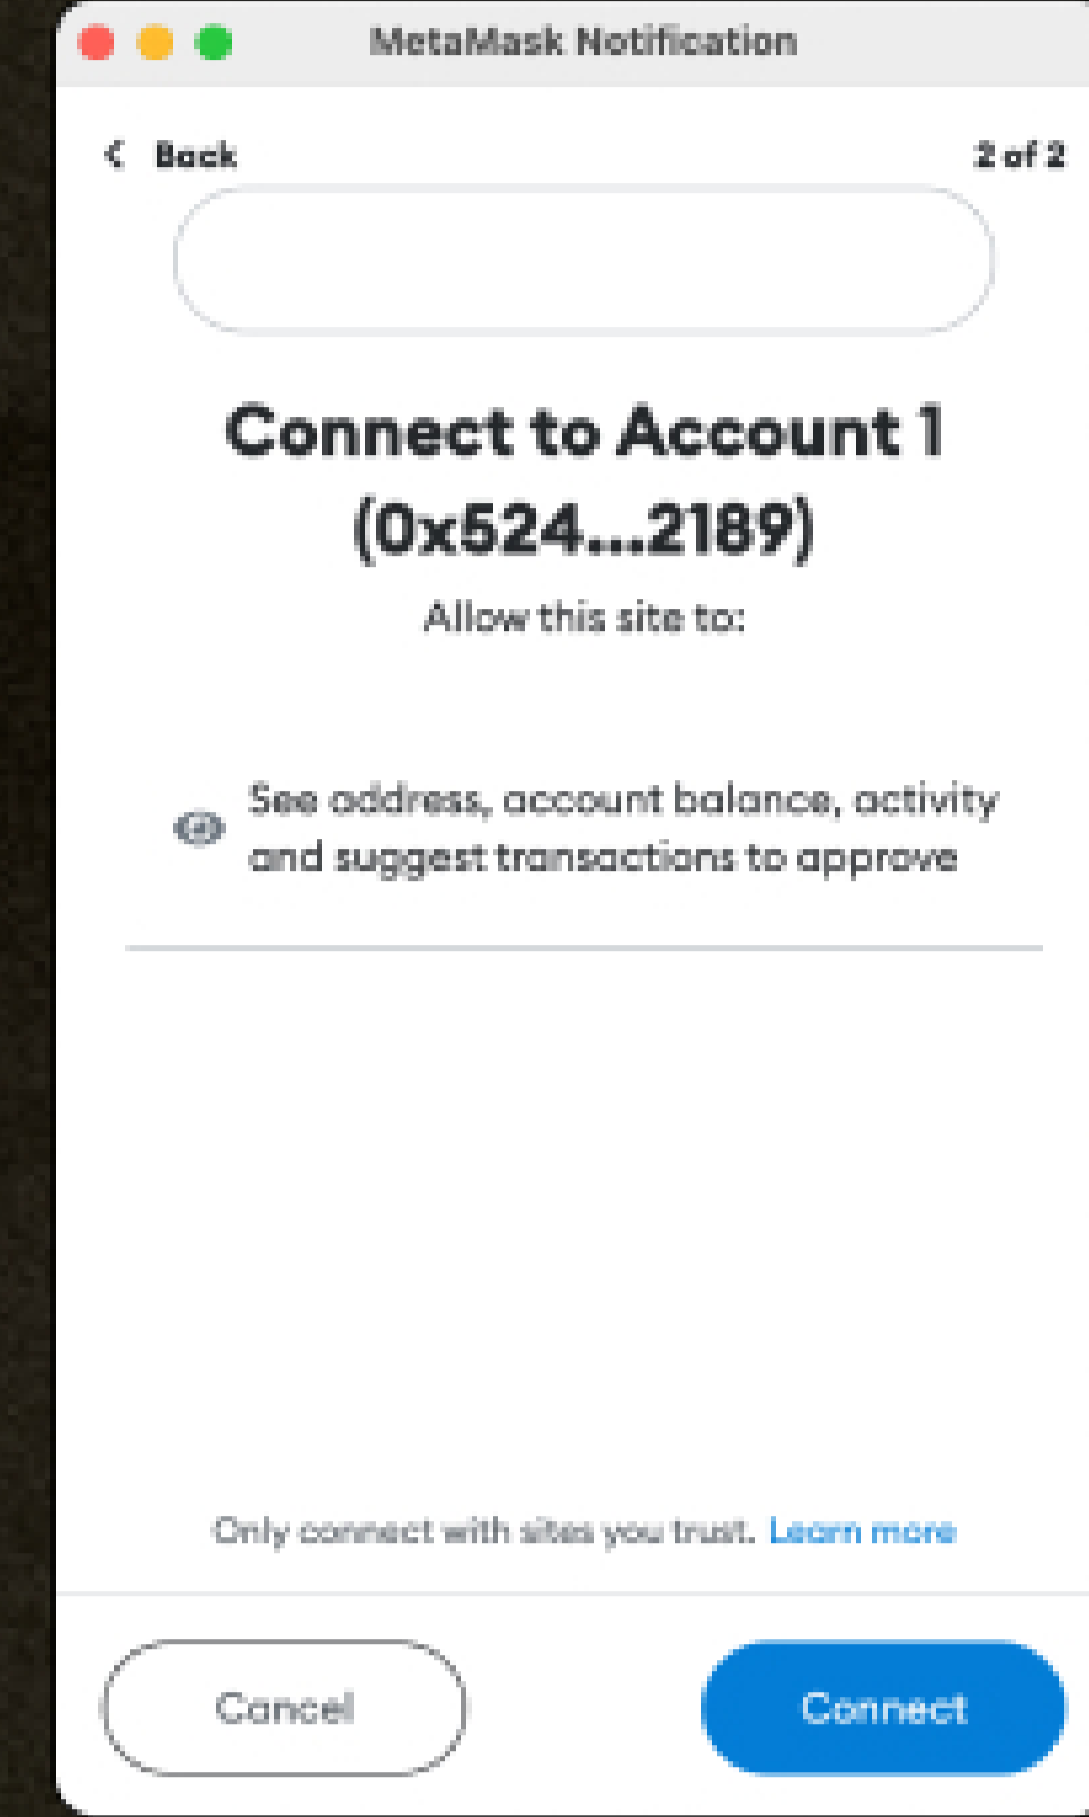 MetaMask Notification
Back
2 of 2
Connect to Account 1
(0x524...2189)
Allow this site to:
See address, account balance, activity
and suggest transactions to approve
Only connect with sites you trust. Learn more
Cancel
Connect